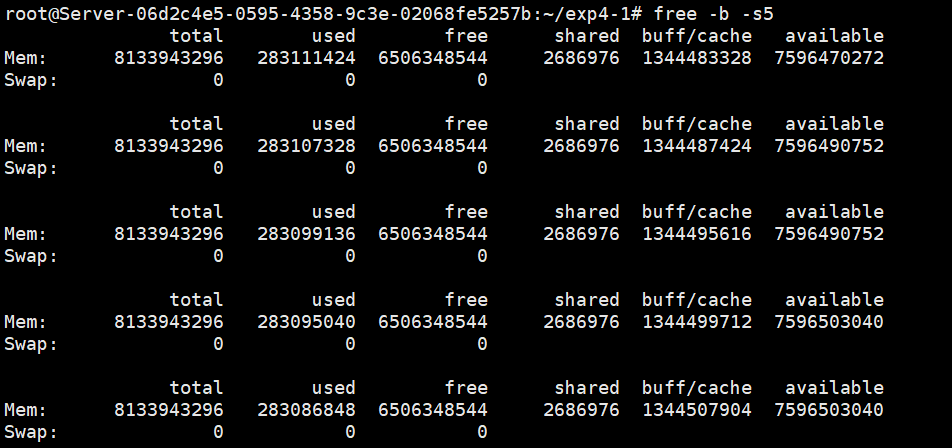 root@Server-06d2c4e5-0595-4358-9c3e-02068fe5257b:~/exp4-1# free -b -s5
total used free shared buff/cache available
Mem: 8133943296 283111424 6506348544 2686976 1344483328 7596470272
Swap: 0 0 0
total used free shared buff/cache available
Mem: 8133943296 283107328 6506348544 2686976 1344487424 7596490752
Swap: 0 0 0
total used free shared buff/cache available
Mem: 8133943296 283099136 6506348544 2686976 1344495616 7596490752
Swap: 0 0 0
total used free shared buff/cache available
Mem: 8133943296 283095040 6506348544 2686976 1344499712 7596503040
Swap: 0 0 0
total used free shared buff/cache available
Mem: 8133943296 283086848 6506348544 2686976 1344507904 7596503040
Swap: 0 0 0